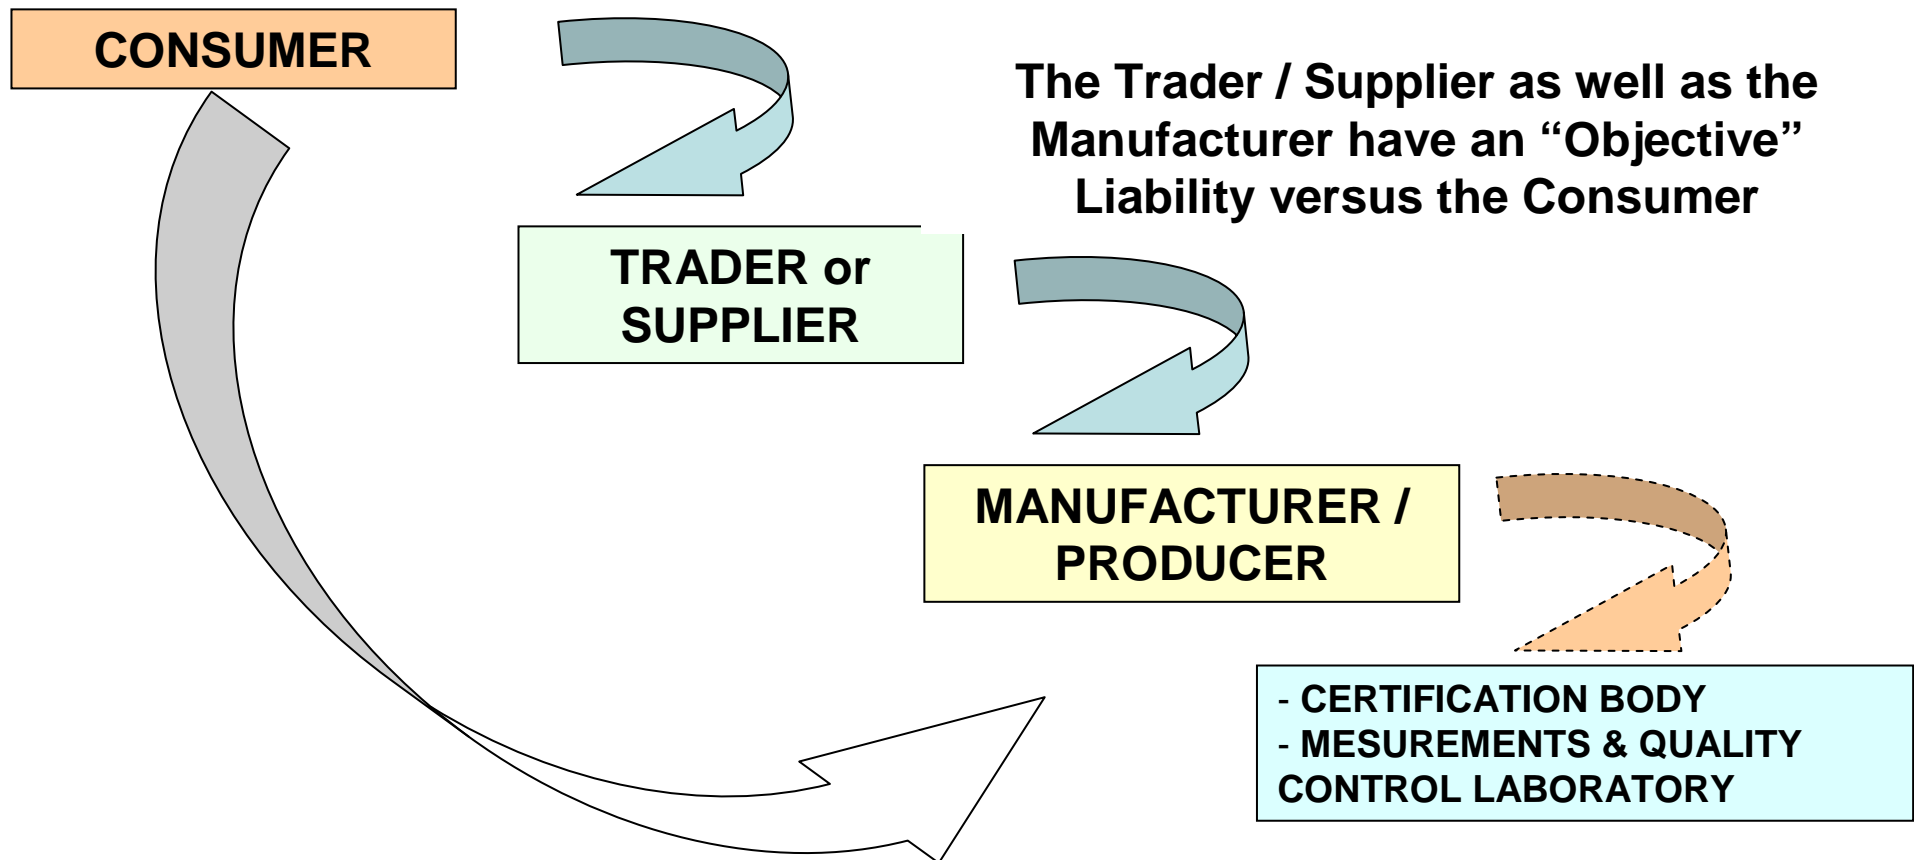 CONSUMER
The Trader / Supplier as well as the
Manufacturer have an “Objective”
Liability versus the Consumer
TRADER or
SUPPLIER
MANUFACTURER /
PRODUCER
- CERTIFICATION BODY
- MESUREMENTS & QUALITY
CONTROL LABORATORY